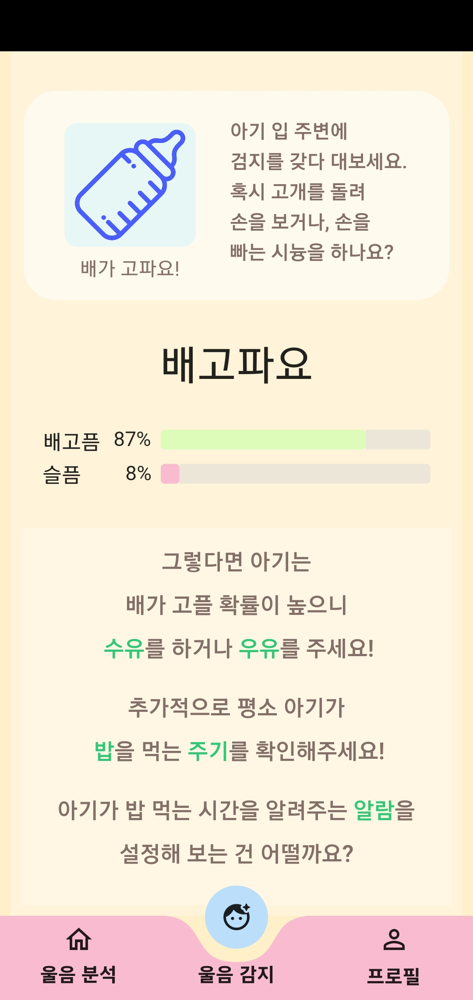 아기 입 주변에
검지를 갖다 대보세요.
혹시 고개를 돌려
손을 보거나, 손을
빠는 시늉을 하나요?
배가 고파요!
배고파요
배고픔 87%
슬픔 8%
그렇다면 아기는
배가 고플 확률이 높으니
수유를 하거나 우유를 주세요!
추가적으로 평소 아기가
밥을 먹는 주기를 확인해주세요!
아기가 밥 먹는 시간을 알려주는 알람을
설정해 보는 건 어떨까요?
울음 분석 울음 감지 프로필